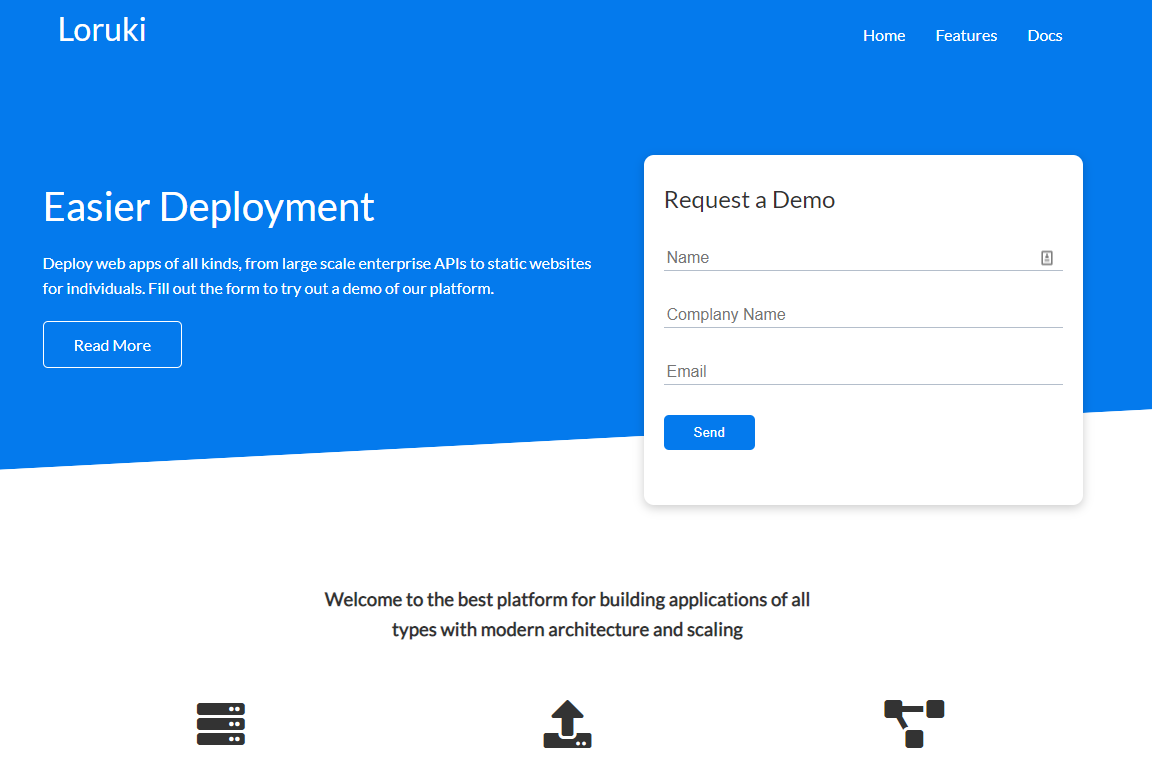 Loruki
Home Features Docs
Easier Deployment
Deploy web apps of all kinds, from large scale enterprise APIs to static websites
for individuals. Fill out the form to try out a demo of our platform.
Read More
Request a Demo
Name
Complany Name
Email
Send
Welcome to the best platform for building applications of all
types with modern architecture and scaling